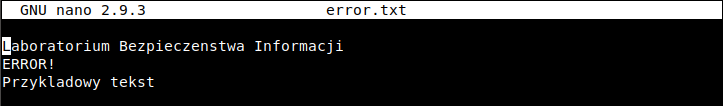 GNU nano 2.9.3 error.txt
Laboratorium Bezpieczenstwa Informacji
ERROR!
Przykladowy tekst